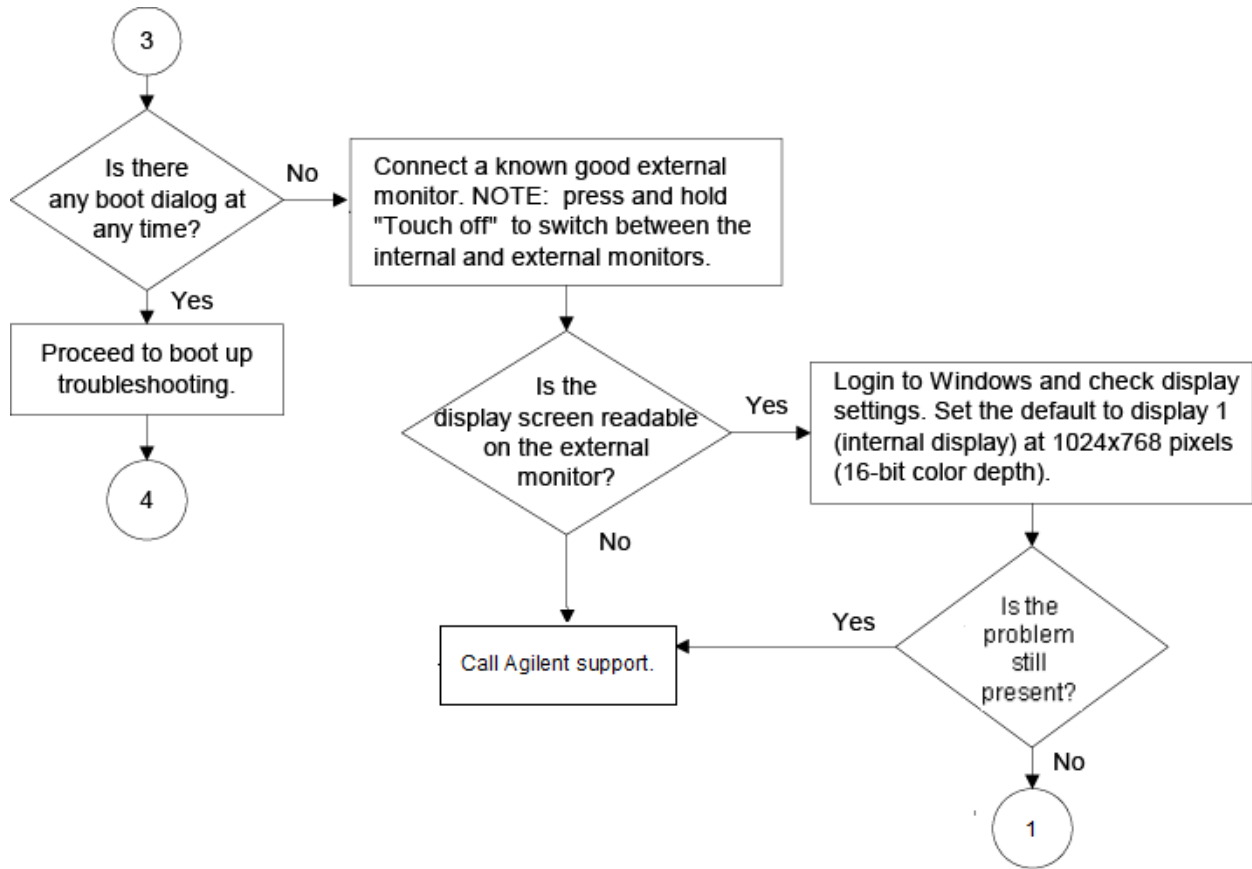 3
Is there
any boot dialog at
any time?
No
Connect a known good external
monitor. NOTE:  press and hold
"Touch off"  to switch between the
internal and external monitors.
Yes
Proceed to boot up
troubleshooting.
4
Is the
display screen readable
on the external
monitor?
Yes
Login to Windows and check display
settings. Set the default to display 1
(internal display) at 1024x768 pixels
(16-bit color depth).
No
Call Agilent support.
Yes
Is the
problem
still
present?
No
1